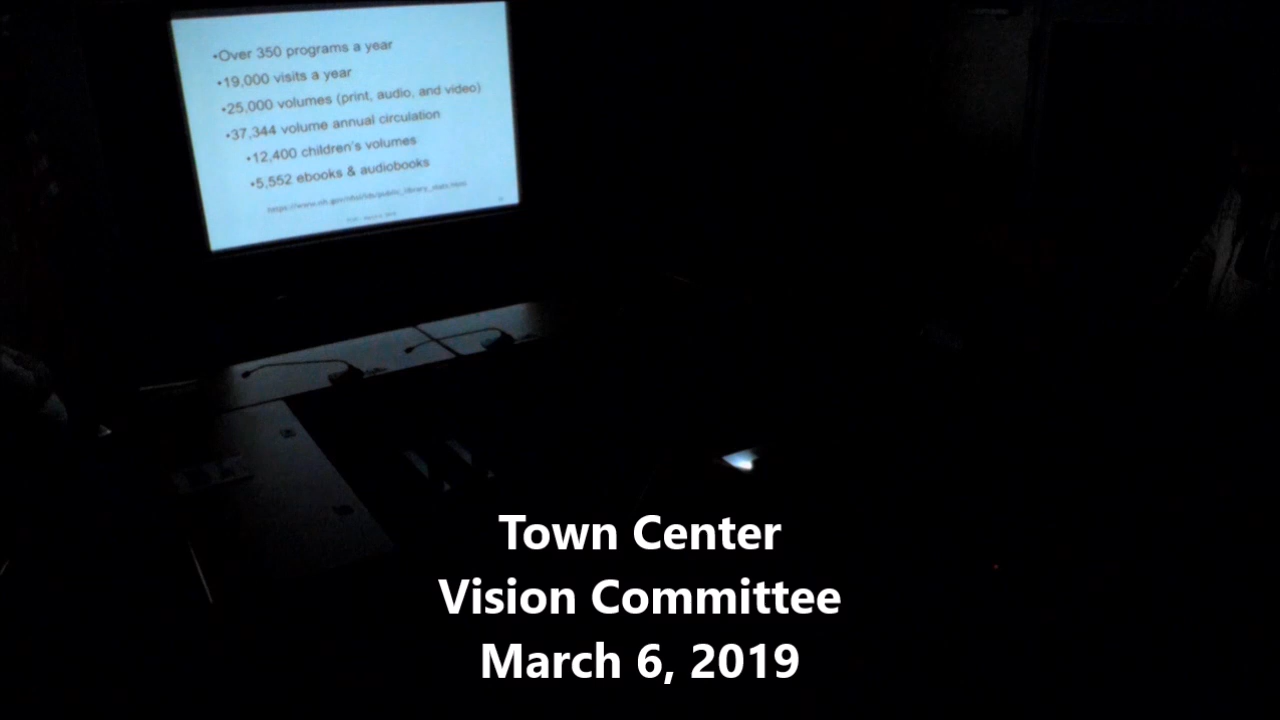 •Over 350 programs a year
•19,000 visits a year
•25,000 volumes (print, audio, and video)
•37,344 volume annual circulation
•12,400 children's volumes
•5,552 ebooks & audiobooks
Town Center
Vision Committee
March 6, 2019